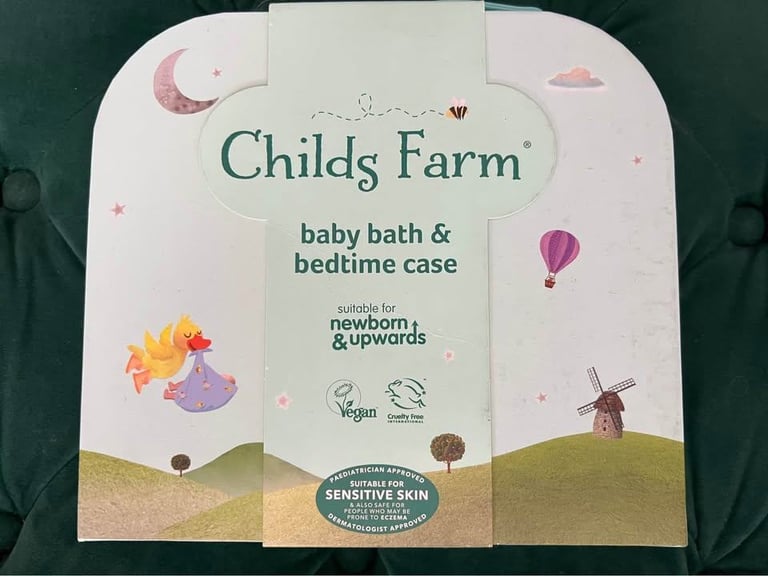 Childs Farm®
baby bath &
bedtime case
suitable for
newborn
& upwards
Vegan
Cruelty Free
INTERNATIONAL
PAEDIATRICIAN APPROVED
SUITABLE FOR
SENSITIVE SKIN
& ALSO SAFE FOR
PEOPLE WHO MAY BE
PRONE TO ECZEMA
DERMATOLOGIST APPROVED